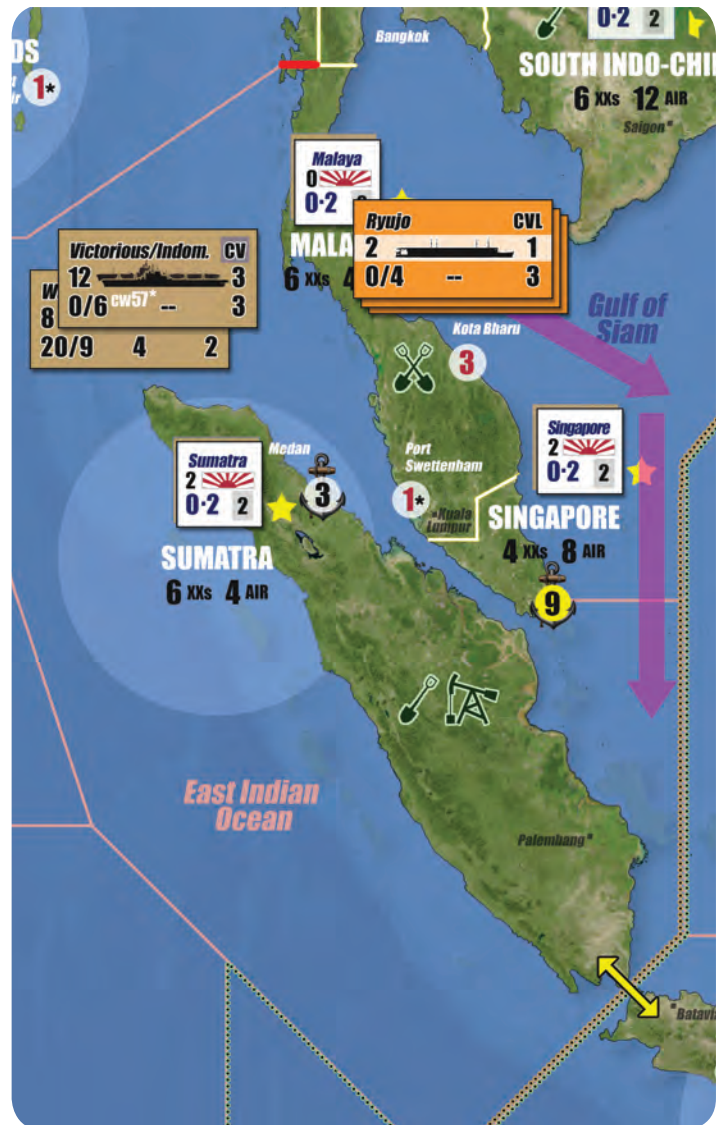 Bangkok
0·2 2
DS
1*
SOUTH INDO-CHI
6 XXs 12 AIR
Saigon
Malaya
0
0·2
Ryujo CVL
2 1
0/4 -- 3
MALA
6 XXs 4
Victorious/Indom. CV
12 3
0/6 cw57* -- 3
W
8
20/9 4 2
Gulf of
Siam
Kota Bharu
3
Singapore
2
0·2 2
Port
Swettenham
1*
Kuala
Lumpur
SINGAPORE
4 XXs 8 AIR
9
Sumatra
2
0·2 2
Medan
3
SUMATRA
6 XXs 4 AIR
East Indian
Ocean
Palembang
Batavia